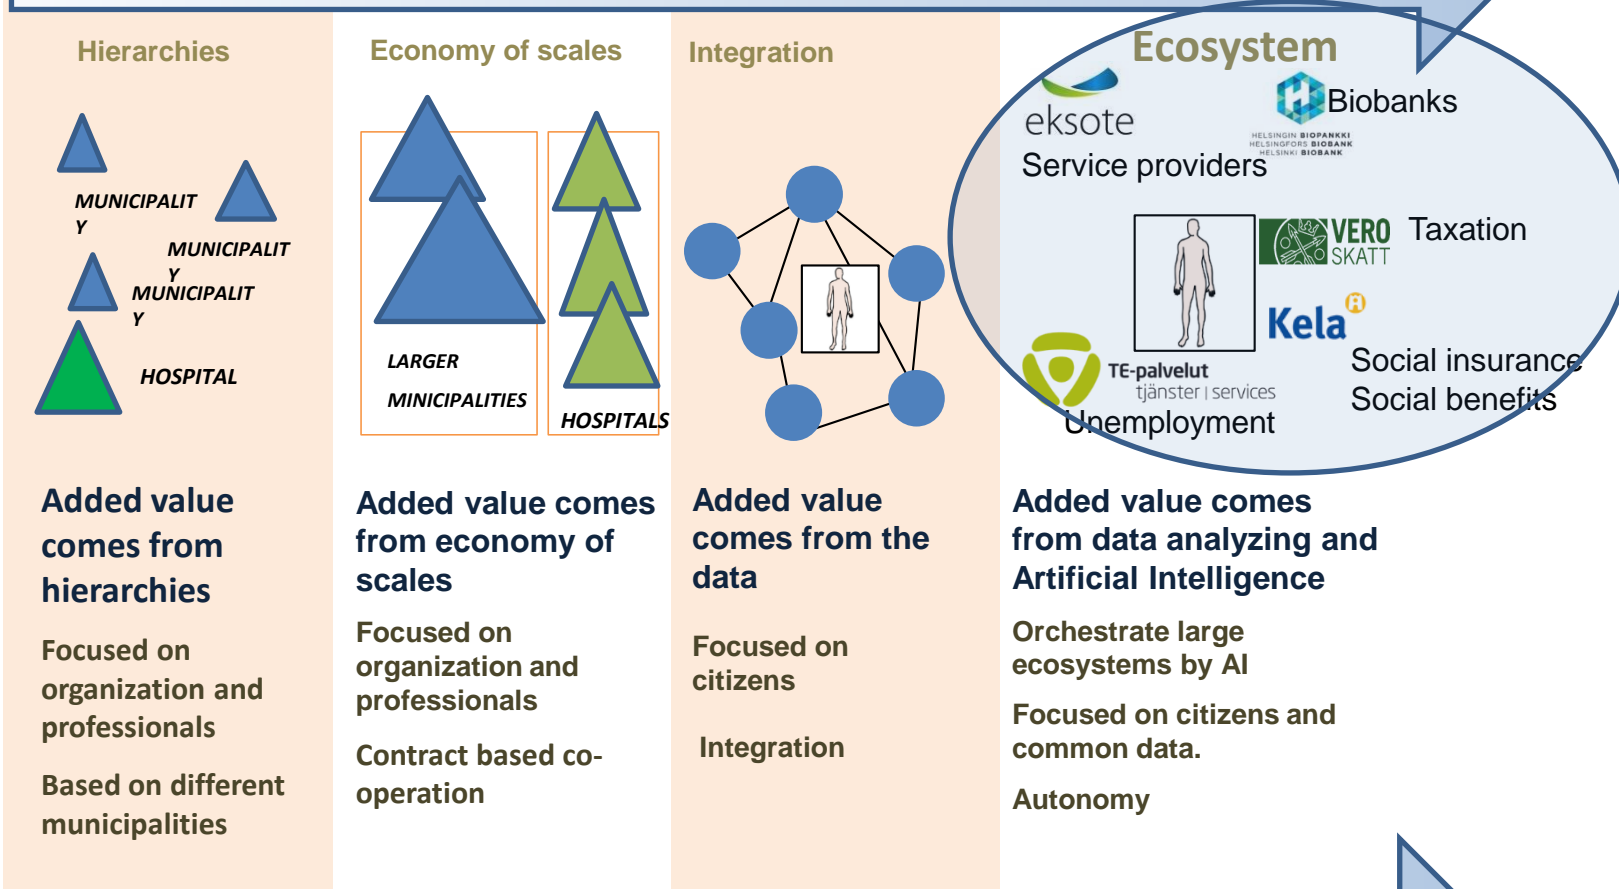 Hierarchies
MUNICIPALIT
Y
MUNICIPALIT
Y
MUNICIPALIT
Y
HOSPITAL
Added value
comes from
hierarchies
Focused on
organization and
professionals
Based on different
municipalities
Economy of scales
LARGER
MINICIPALITIES
HOSPITALS
Added value comes
from economy of
scales
Focused on
organization and
professionals
Contract based co-
operation
Integration
Added value
comes from the
data
Focused on
citizens
Integration
Ecosystem
eksote
Service providers
HELSINGIN BIOPANKKI
HELSINGFORS BIOBANK
HELSINKI BIOBANK
Biobanks
VERO
SKATT
Taxation
Kela
Social insurance
Social benefits
TE-palvelut
tjänster | services
Unemployment
Added value comes
from data analyzing and
Artificial Intelligence
Orchestrate large
ecosystems by AI
Focused on citizens and
common data.
Autonomy